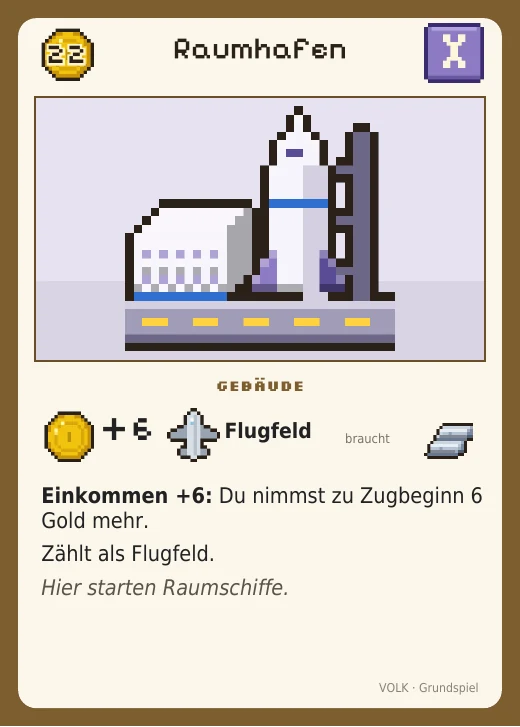 22
Raumhafen
X
GEBÄUDE
+6
Flugfeld
braucht
Einkommen +6: Du nimmst zu Zugbeginn 6
Gold mehr.
Zählt als Flugfeld.
Hier starten Raumschiffe.
VOLK · Grundspiel